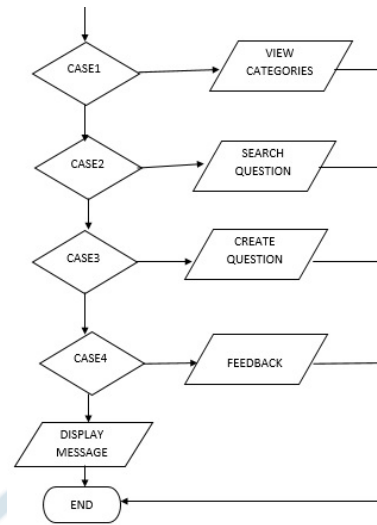 CASE1
VIEW
CATEGORIES
CASE2
SEARCH
QUESTION
CASE3
CREATE
QUESTION
CASE4
FEEDBACK
DISPLAY
MESSAGE
END